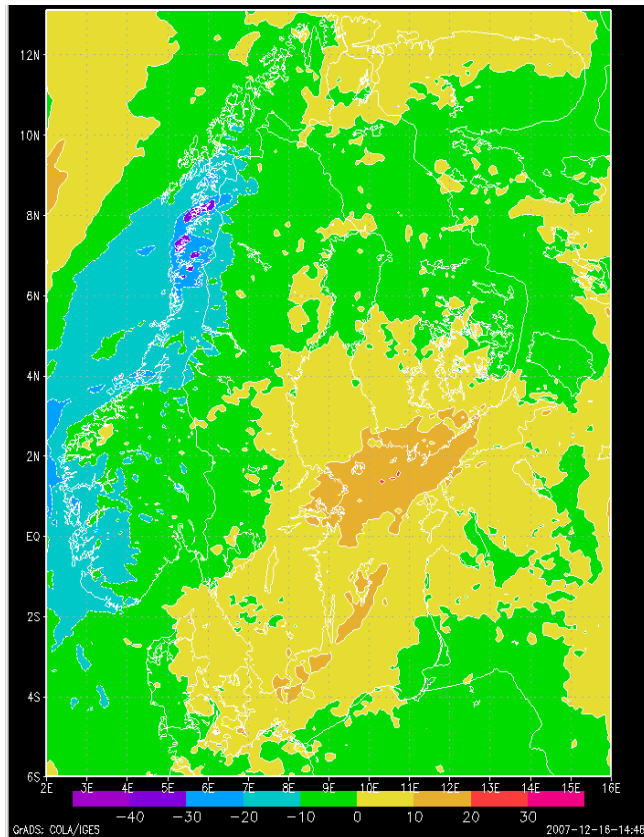 12N
10N
8N
6N
4N
2N
EQ
2S
4S
6S
2E 3E 4E 5E 6E 7E 8E 9E 10E 11E 12E 13E 14E 15E 16E
−40 −30 −20 −10 0 10 20 30
GrADS: COLA/IGES
2007-12-16-14:45